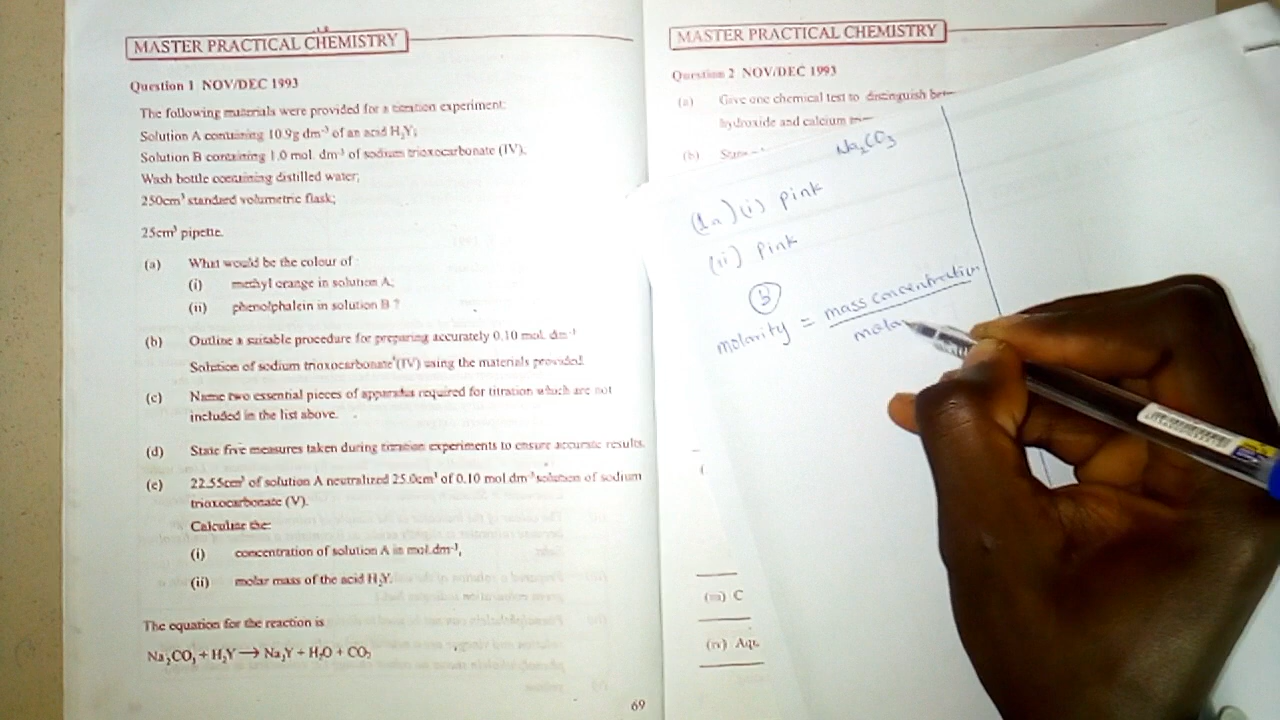 MASTER PRACTICAL CHEMISTRY
Question 1 NOV/DEC 1993
The following materials were provided for a titration experiment:
Solution A containing 10.9g dm⁻³ of an acid H₂Y;
Solution B containing 1.0 mol. dm⁻³ of sodium trioxocarbonate (IV),
Wash bottle containing distilled water;
250cm³ standard volumetric flask;
25cm³ pipette.
(a) What would be the colour of
(i) methyl orange in solution A;
(ii) phenolphalein in solution B ?
(b) Outline a suitable procedure for preparing accurately 0.10 mol. dm⁻³
Solution of sodium trioxocarbonate (IV) using the materials provided.
(c) Name two essential pieces of apparatus required for titration which are not
included in the list above.
(d) State five measures taken during titration experiments to ensure accurate results.
(e) 22.55cm³ of solution A neutralized 25.0cm³ of 0.10 mol.dm⁻³ solution of sodium
trioxocarbonate (V).
Calculate the:
(i) concentration of solution A in mol.dm⁻³,
(ii) molar mass of the acid H₂Y.
The equation for the reaction is
Na₂CO₃ + H₂Y → Na₂Y + H₂O + CO₂
69
MASTER PRACTICAL CHEMISTRY
Question 2 NOV/DEC 1993
(a) Give one chemical test to distinguish
hydroxide and calcium
(b)
Na₂CO₃
(1a)(i) pink
(ii) pink
b
molarity = mass concentration
molar
(
(iii) C
(iv) Aqu